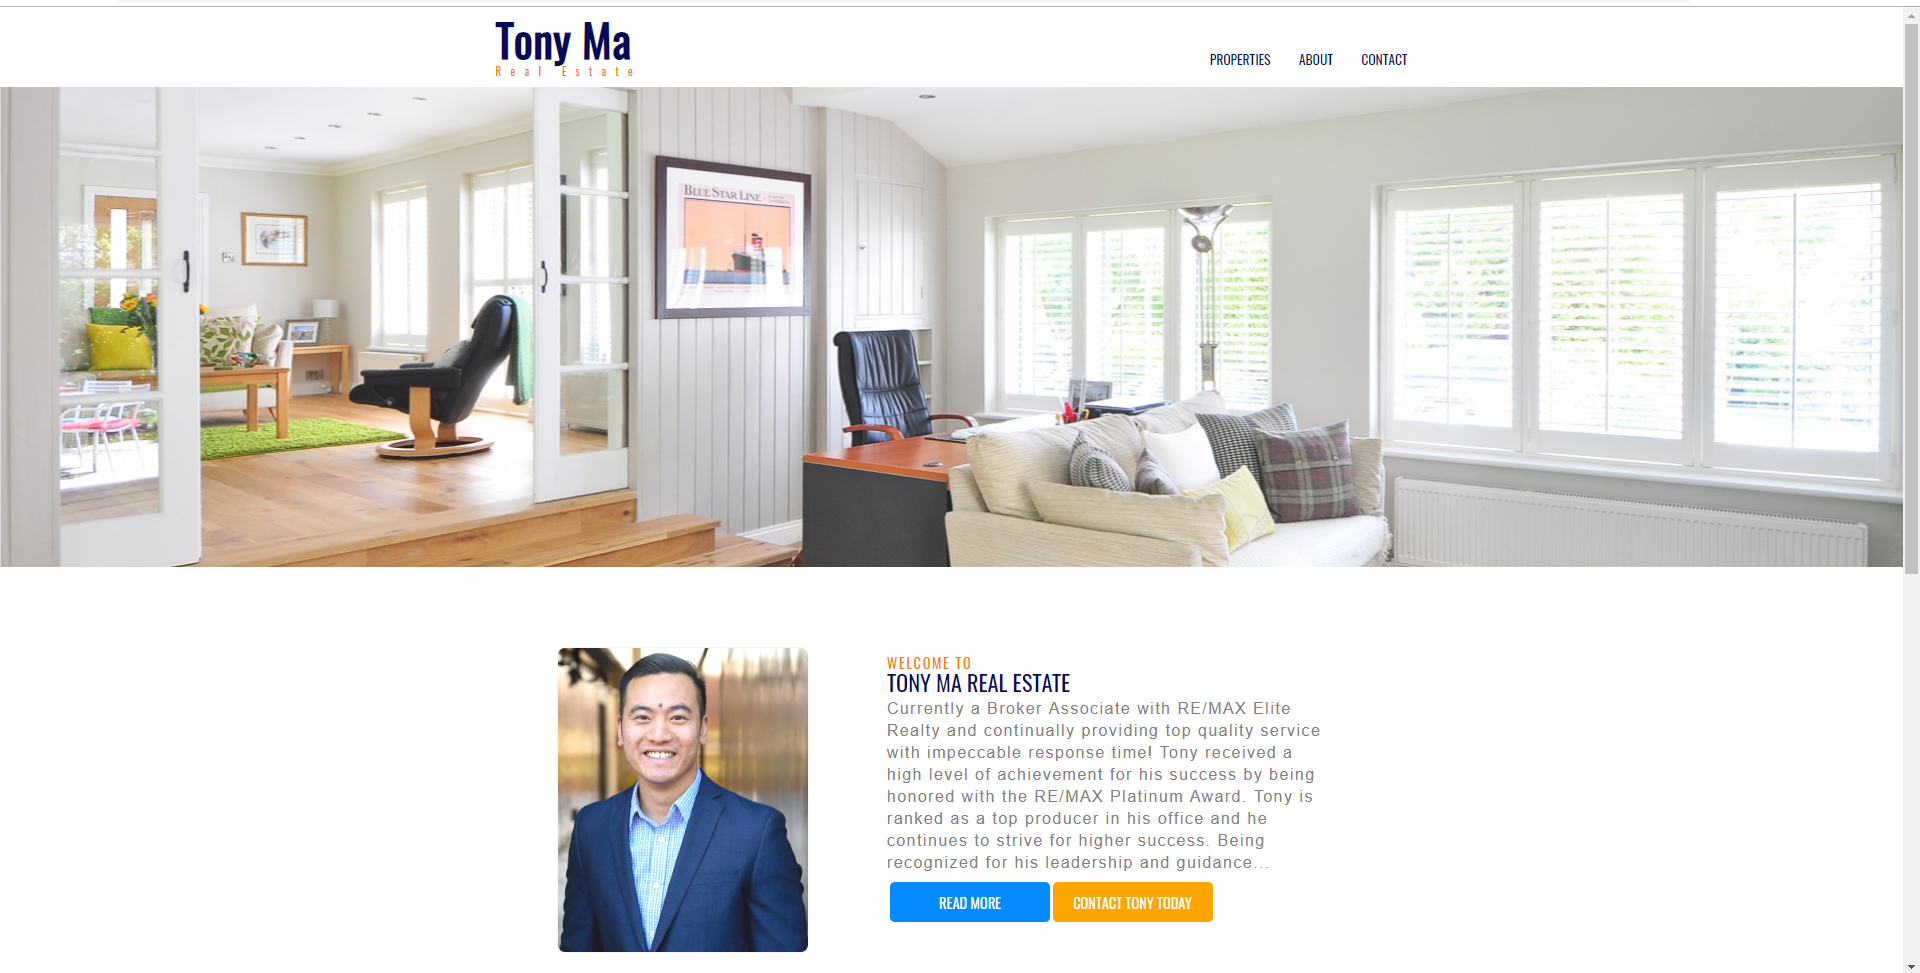 Tony Ma
Real Estate
PROPERTIES ABOUT CONTACT
BLUE STAR LINE
WELCOME TO
TONY MA REAL ESTATE
Currently a Broker Associate with RE/MAX Elite
Realty and continually providing top quality service
with impeccable response time! Tony received a
high level of achievement for his success by being
honored with the RE/MAX Platinum Award. Tony is
ranked as a top producer in his office and he
continues to strive for higher success. Being
recognized for his leadership and guidance...
READ MORE CONTACT TONY TODAY